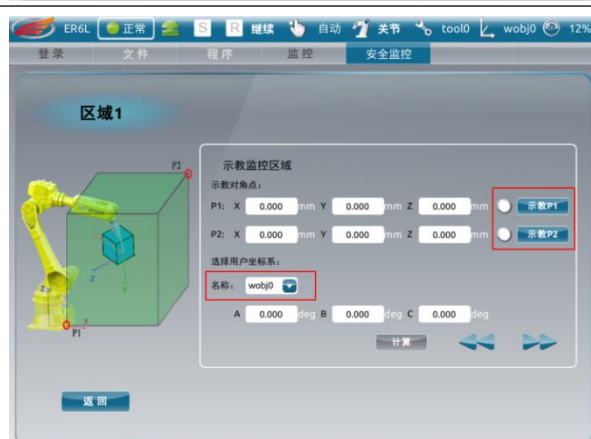 ER6L 正常 S R 继续 自动 关节 tool0 wobj0 12%
登录 文件 程序 监控 安全监控
区域1
P2
示教监控区域
示教对角点：
P1: X 0.000 mm Y 0.000 mm Z 0.000 mm 示教P1
P2: X 0.000 mm Y 0.000 mm Z 0.000 mm 示教P2
选择用户坐标系：
名称： wobj0
A 0.000 deg B 0.000 deg C 0.000 deg
计算
X
P1
Z
Y
返回